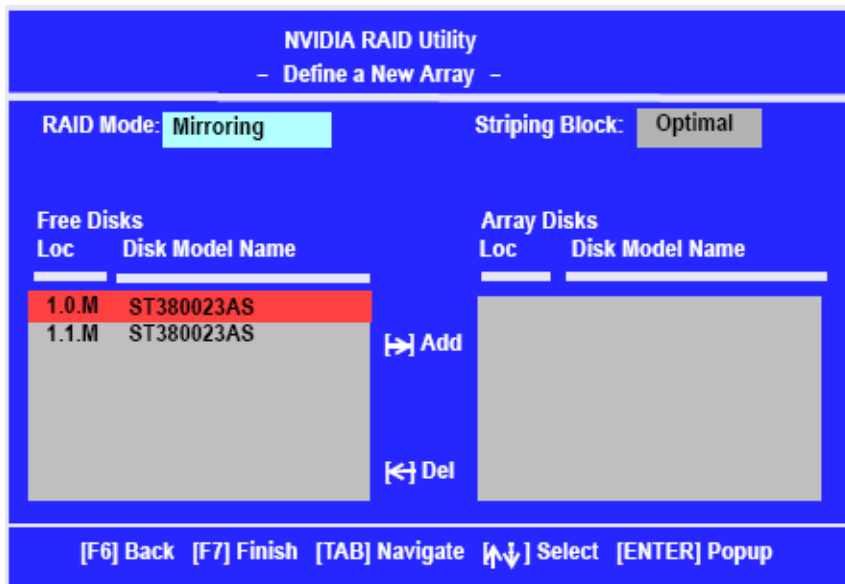 NVIDIA RAID Utility
- Define a New Array -
RAID Mode: Mirroring
Striping Block: Optimal
Free Disks
Loc Disk Model Name
1.0.M ST380023AS
1.1.M ST380023AS
[→] Add
[←] Del
Array Disks
Loc Disk Model Name
[F6] Back [F7] Finish [TAB] Navigate [↑↓] Select [ENTER] Popup